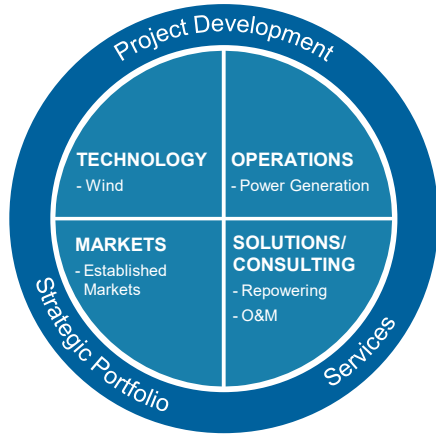 Project Development
TECHNOLOGY
- Wind
OPERATIONS
- Power Generation
MARKETS
- Established
Markets
SOLUTIONS/
CONSULTING
- Repowering
- O&M
Strategic Portfolio
Services